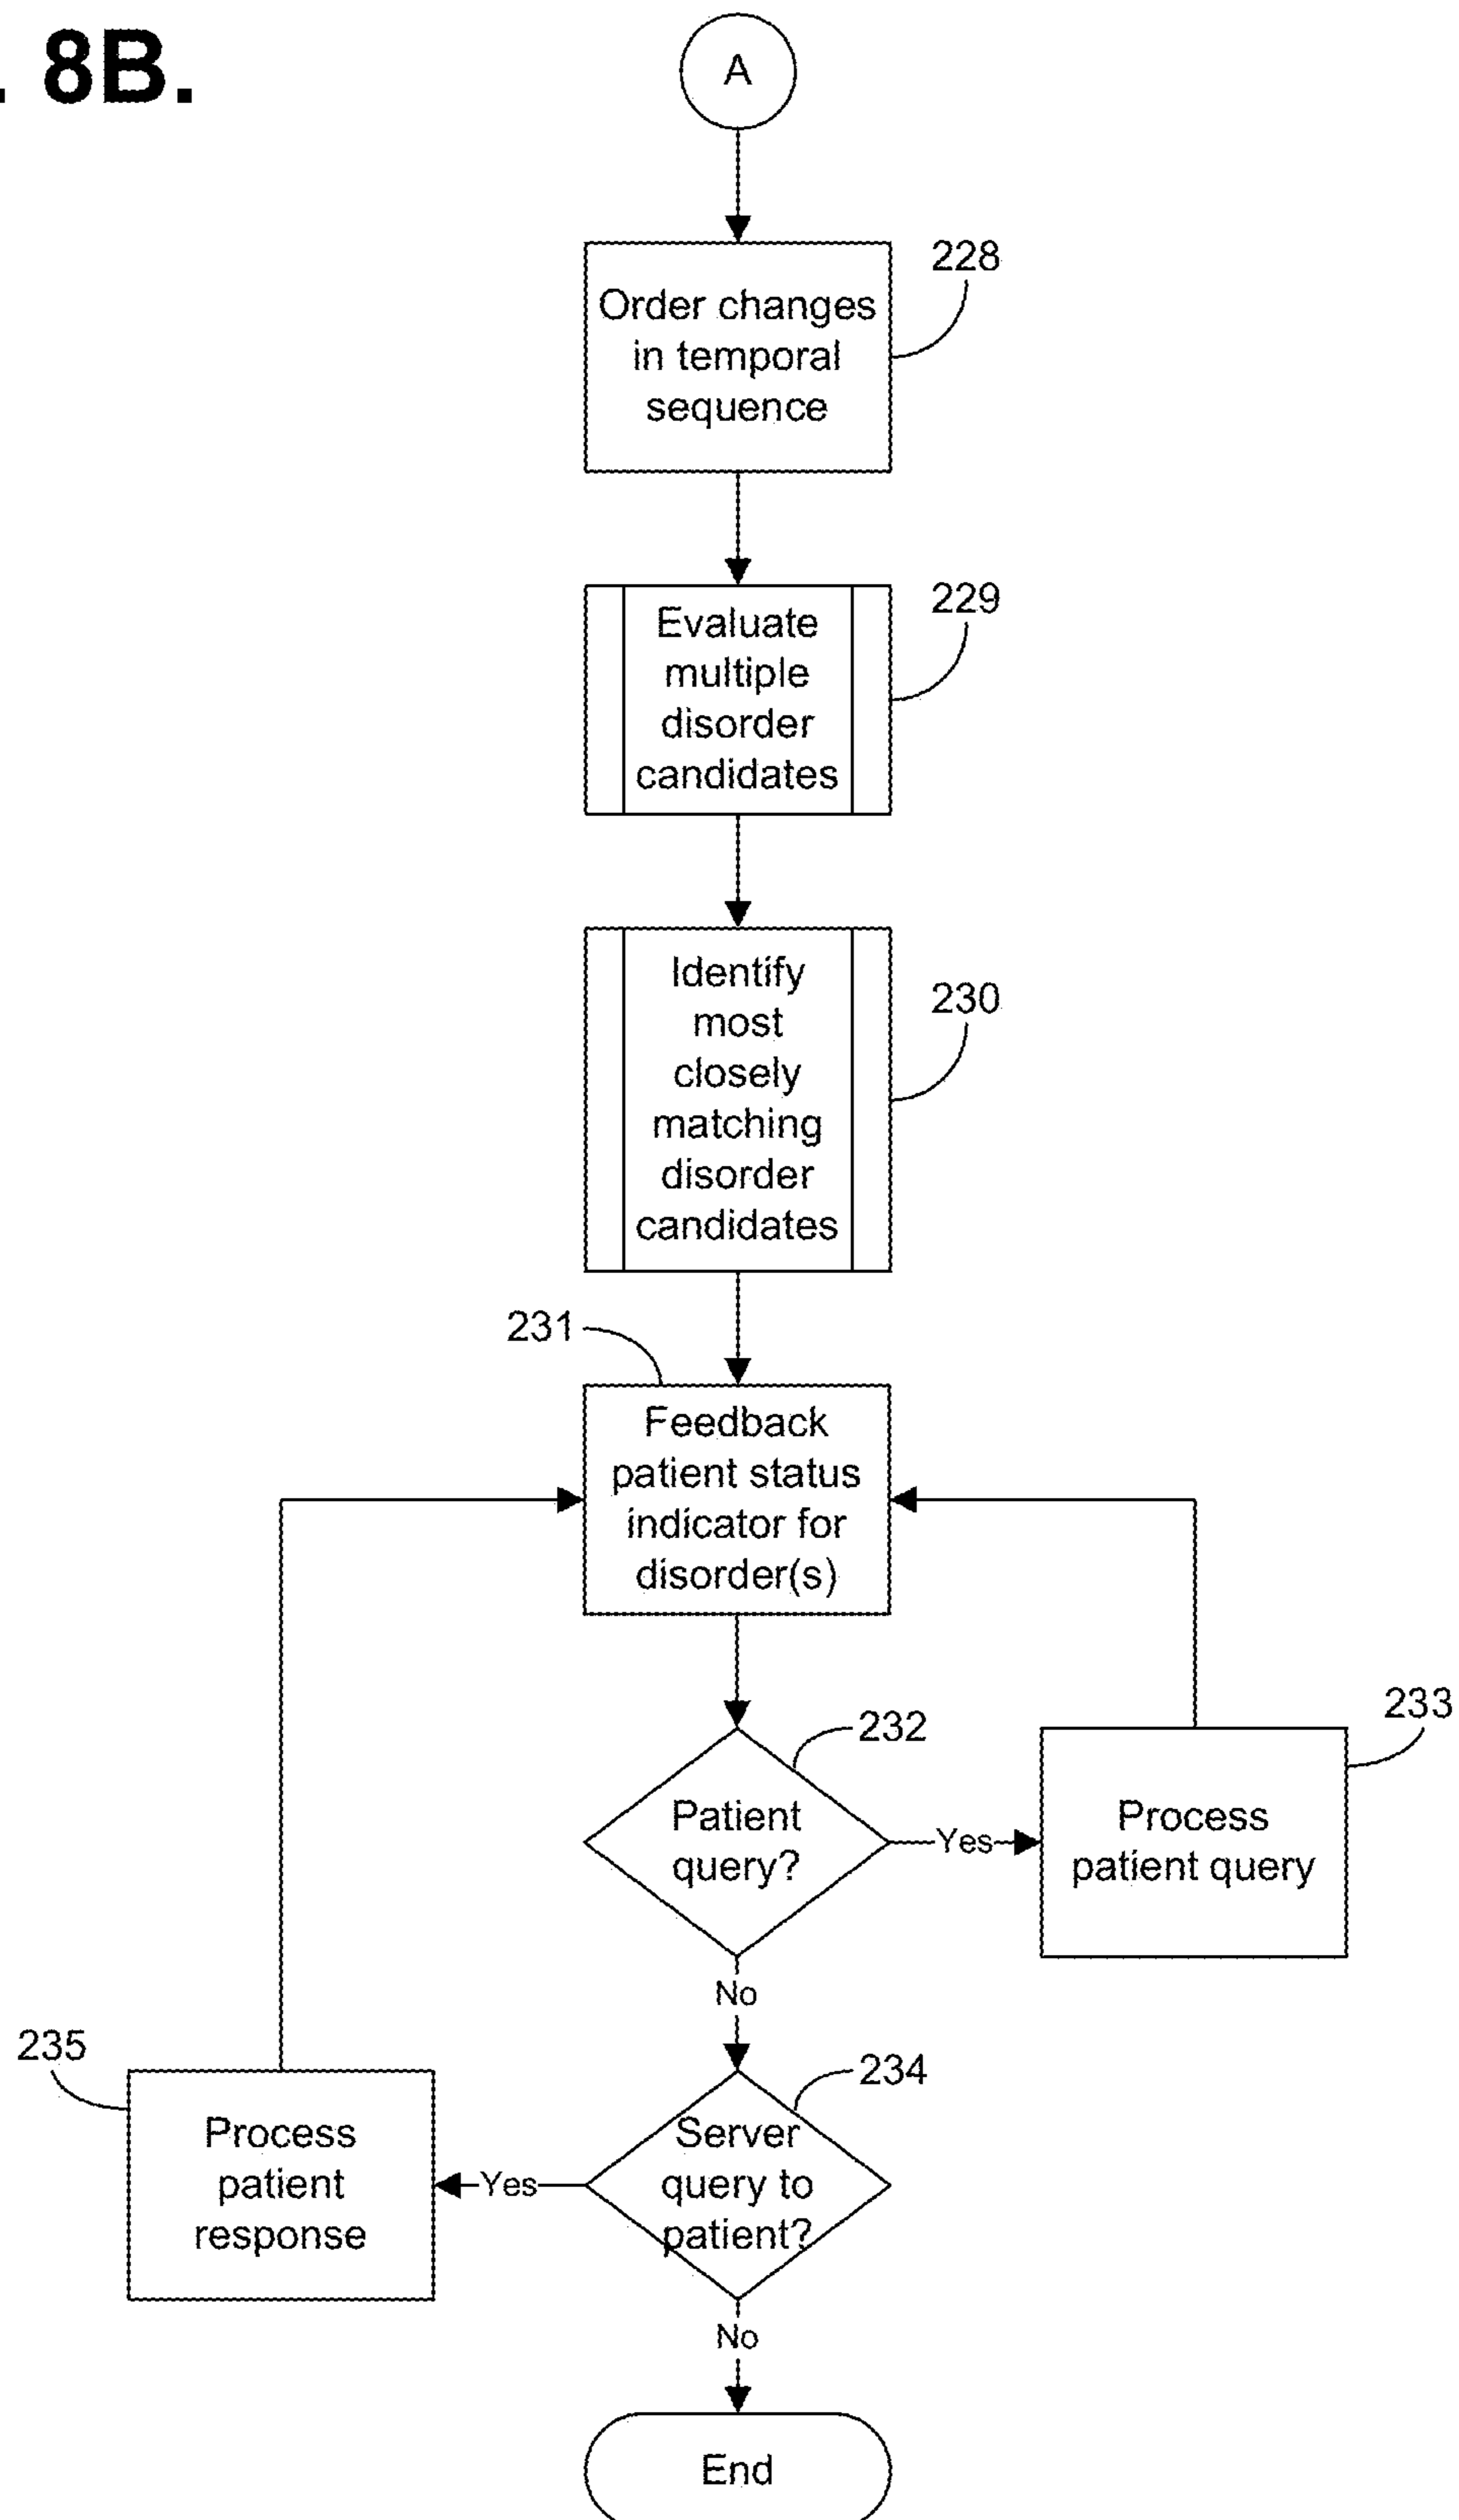 . 8B.
A
228
Order changes
in temporal
sequence
229
Evaluate
multiple
disorder
candidates
230
Identify
most
closely
matching
disorder
candidates
231
Feedback
patient status
indicator for
disorder(s)
232
233
Patient
query?
Yes
Process
patient query
No
235
234
Process
patient
response
Yes
Server
query to
patient?
No
End